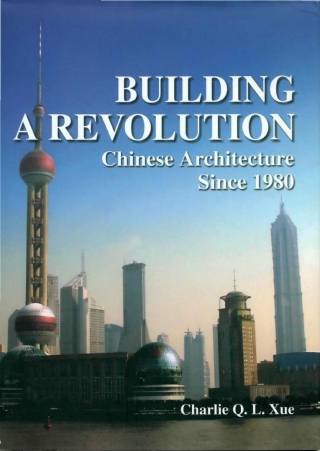 BUILDING
A REVOLUTION
Chinese Architecture
Since 1980
Charlie Q. L. Xue